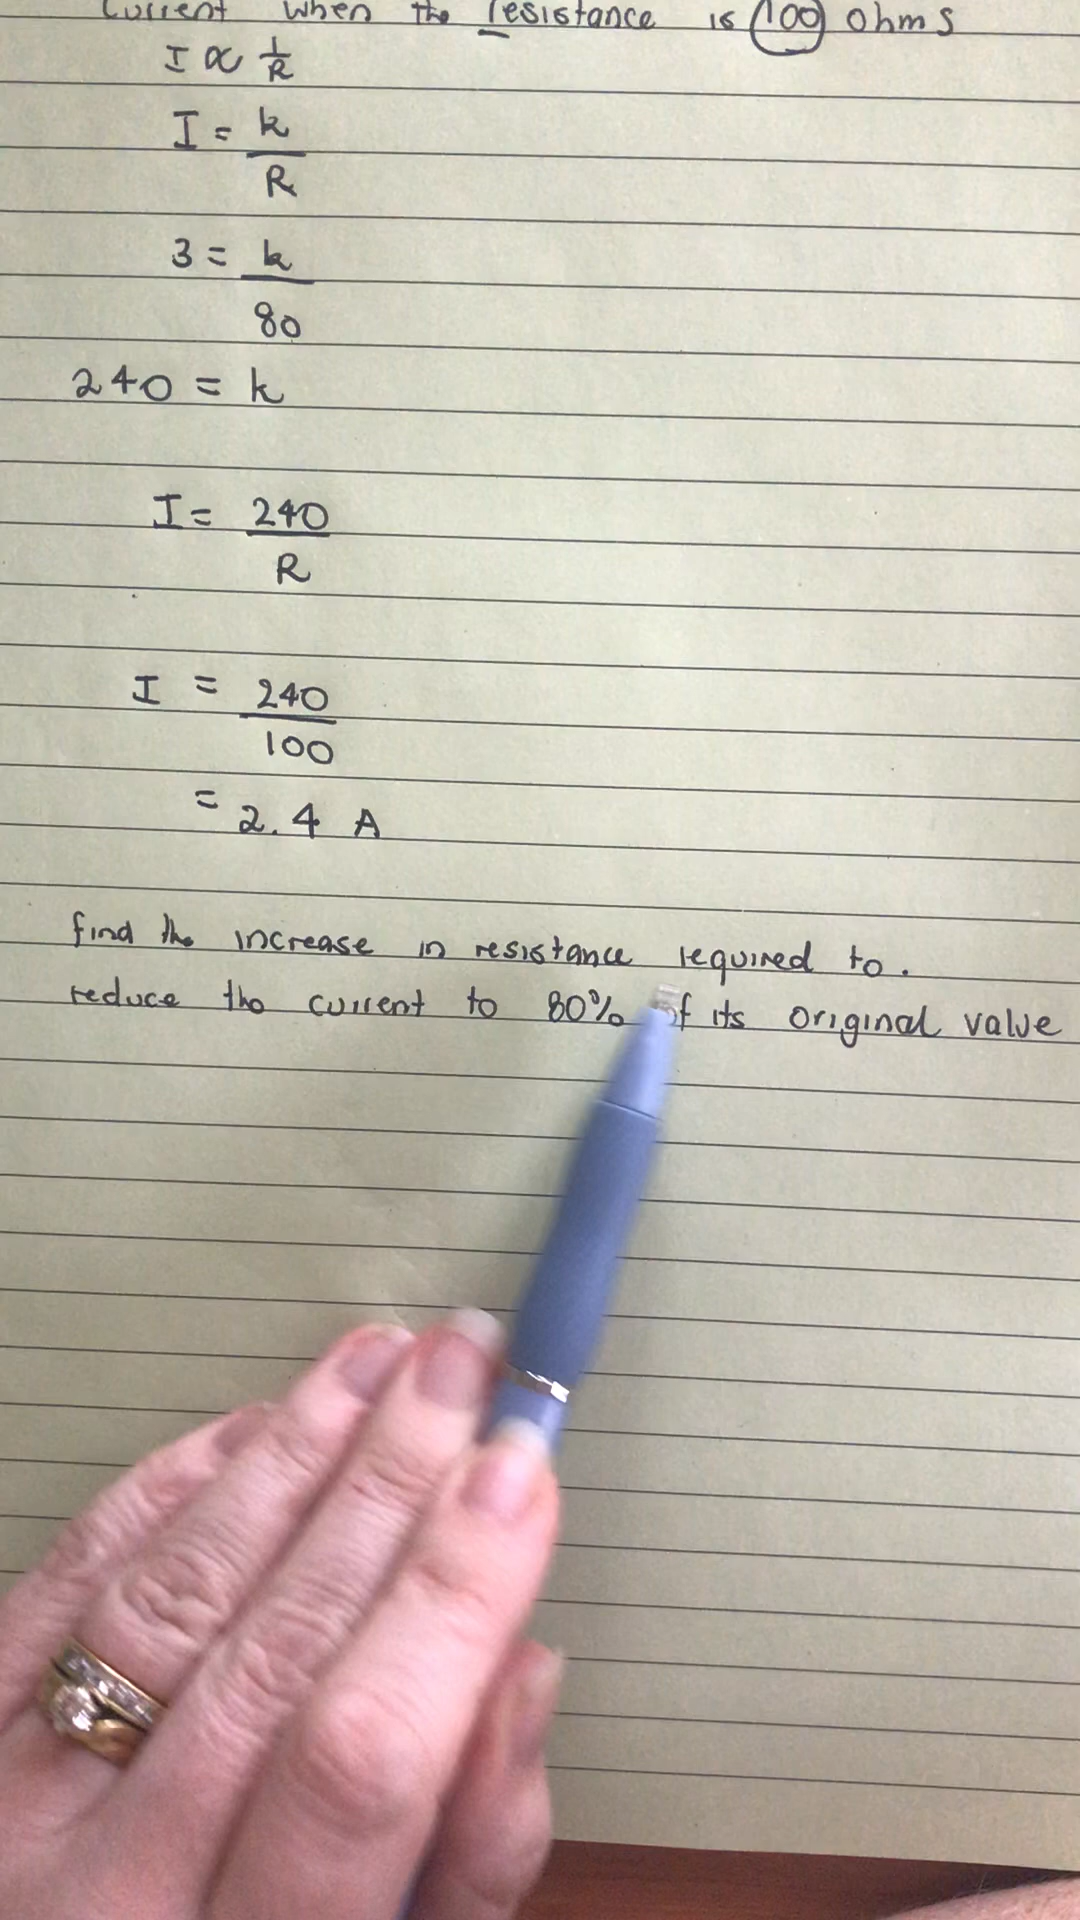 Current when the resistance is 100 ohms
I ∝ 1/R
I = k/R
3 = k/80
240 = k
I = 240/R
I = 240/100
= 2.4 A
find the increase in resistance required to.
reduce the current to 80% of its original value